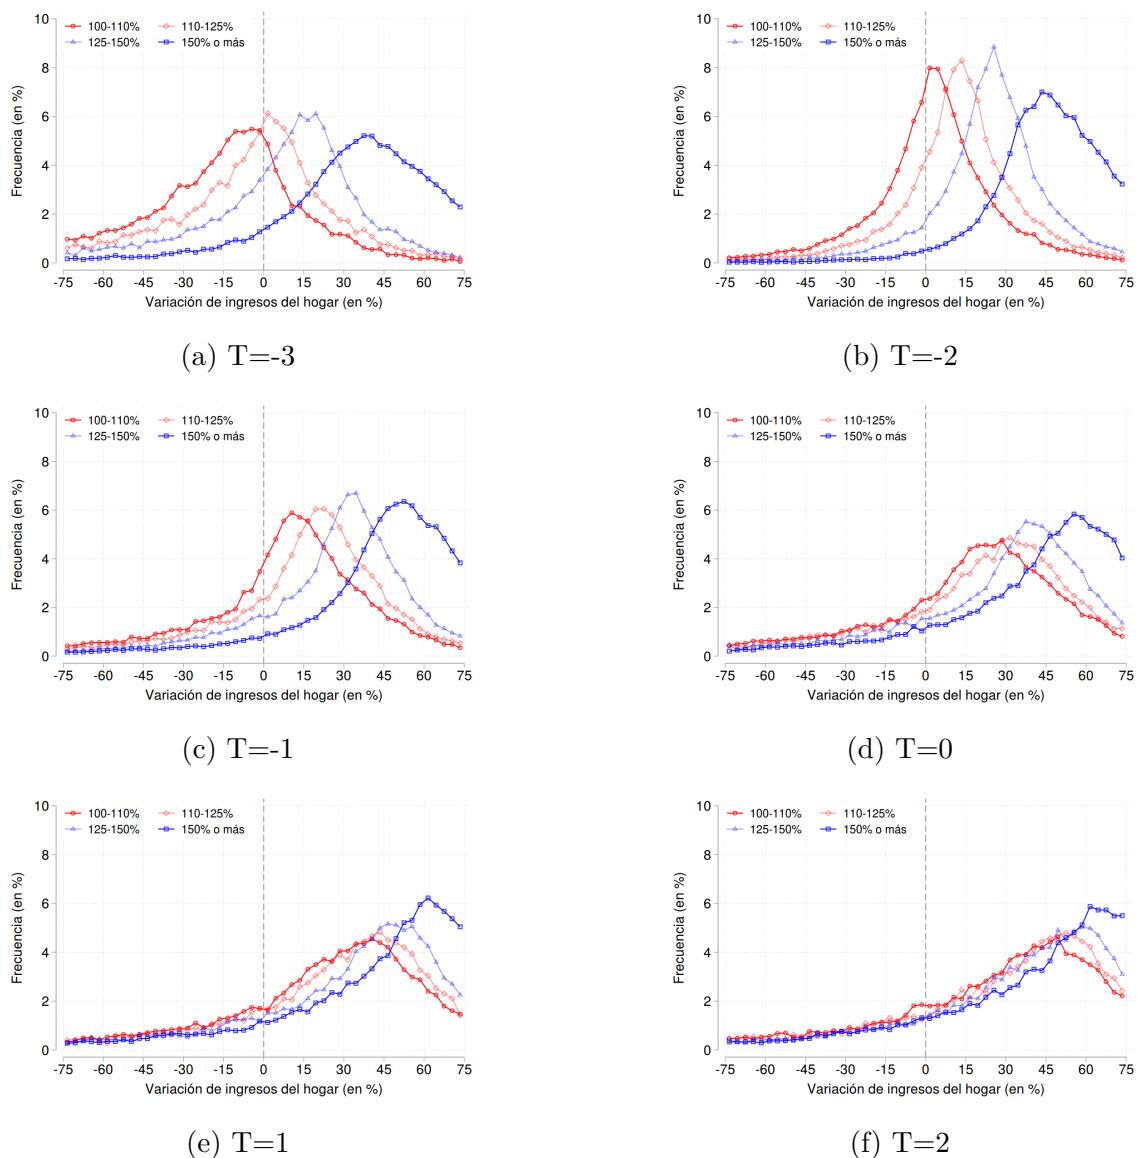 100-110%
110-125%
125-150%
150% o más
Frecuencia (en %)
10
8
6
4
2
0
-75 -60 -45 -30 -15 0 15 30 45 60 75
Variación de ingresos del hogar (en %)
(a) T=-3
100-110%
110-125%
125-150%
150% o más
Frecuencia (en %)
10
8
6
4
2
0
-75 -60 -45 -30 -15 0 15 30 45 60 75
Variación de ingresos del hogar (en %)
(b) T=-2
100-110%
110-125%
125-150%
150% o más
Frecuencia (en %)
10
8
6
4
2
0
-75 -60 -45 -30 -15 0 15 30 45 60 75
Variación de ingresos del hogar (en %)
(c) T=-1
100-110%
110-125%
125-150%
150% o más
Frecuencia (en %)
10
8
6
4
2
0
-75 -60 -45 -30 -15 0 15 30 45 60 75
Variación de ingresos del hogar (en %)
(d) T=0
100-110%
110-125%
125-150%
150% o más
Frecuencia (en %)
10
8
6
4
2
0
-75 -60 -45 -30 -15 0 15 30 45 60 75
Variación de ingresos del hogar (en %)
(e) T=1
100-110%
110-125%
125-150%
150% o más
Frecuencia (en %)
10
8
6
4
2
0
-75 -60 -45 -30 -15 0 15 30 45 60 75
Variación de ingresos del hogar (en %)
(f) T=2